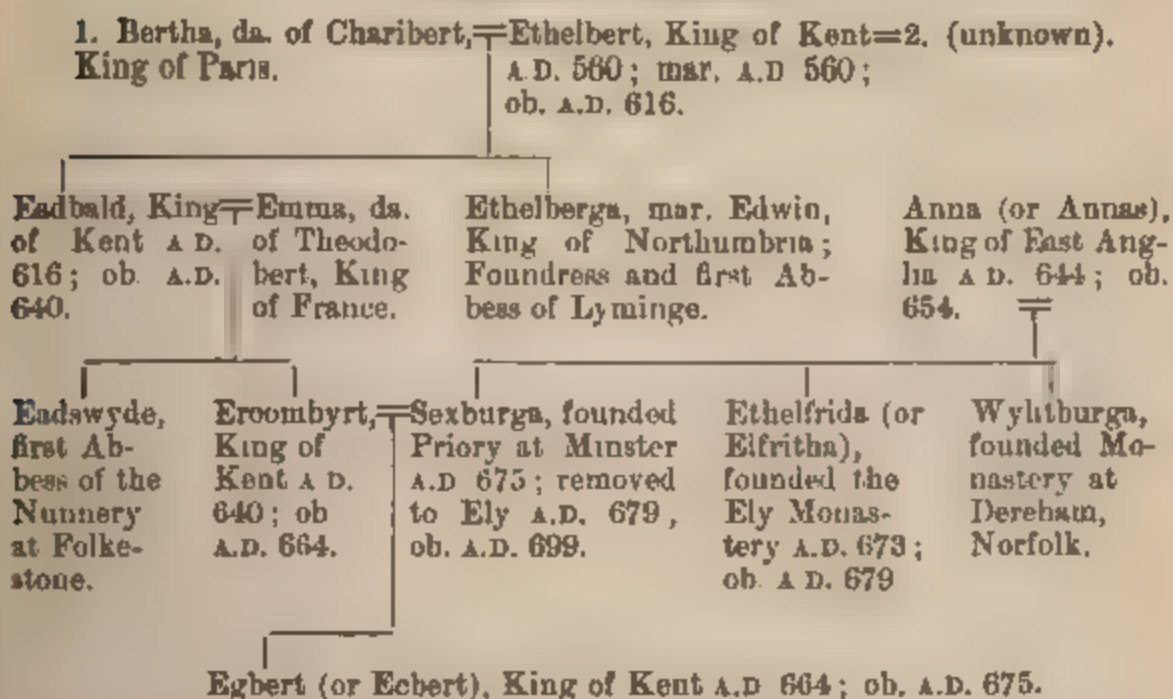 1. Bertha, da. of Charibert,
King of Paris.
Ethelbert, King of Kent=2. (unknown).
A.D. 560; mar. A.D 560;
ob. A.D. 616.
Eadbald, King
of Kent A D.
616; ob. A.D.
640.
Emma, da.
of Theodo-
bert, King
of France.
Ethelberga, mar. Edwin,
King of Northumbria;
Foundress and first Ab-
bess of Lyminge.
Anna (or Annas),
King of East Ang-
lia A D. 644; ob.
654.
Eadswyde,
first Ab-
bess of the
Nunnery
at Folke-
stone.
Ercombyrt,
King of
Kent A D.
640; ob
A.D. 664.
Sexburga, founded
Priory at Minster
A.D 675; removed
to Ely A.D. 679,
ob. A.D. 699.
Ethelfrida (or
Elfritha),
founded the
Ely Monas-
tery A.D. 673;
ob. A D. 679
Wyhtburga,
founded Mo-
nastery at
Dereham,
Norfolk.
Egbert (or Ecbert), King of Kent A.D 664; ob. A.D. 675.